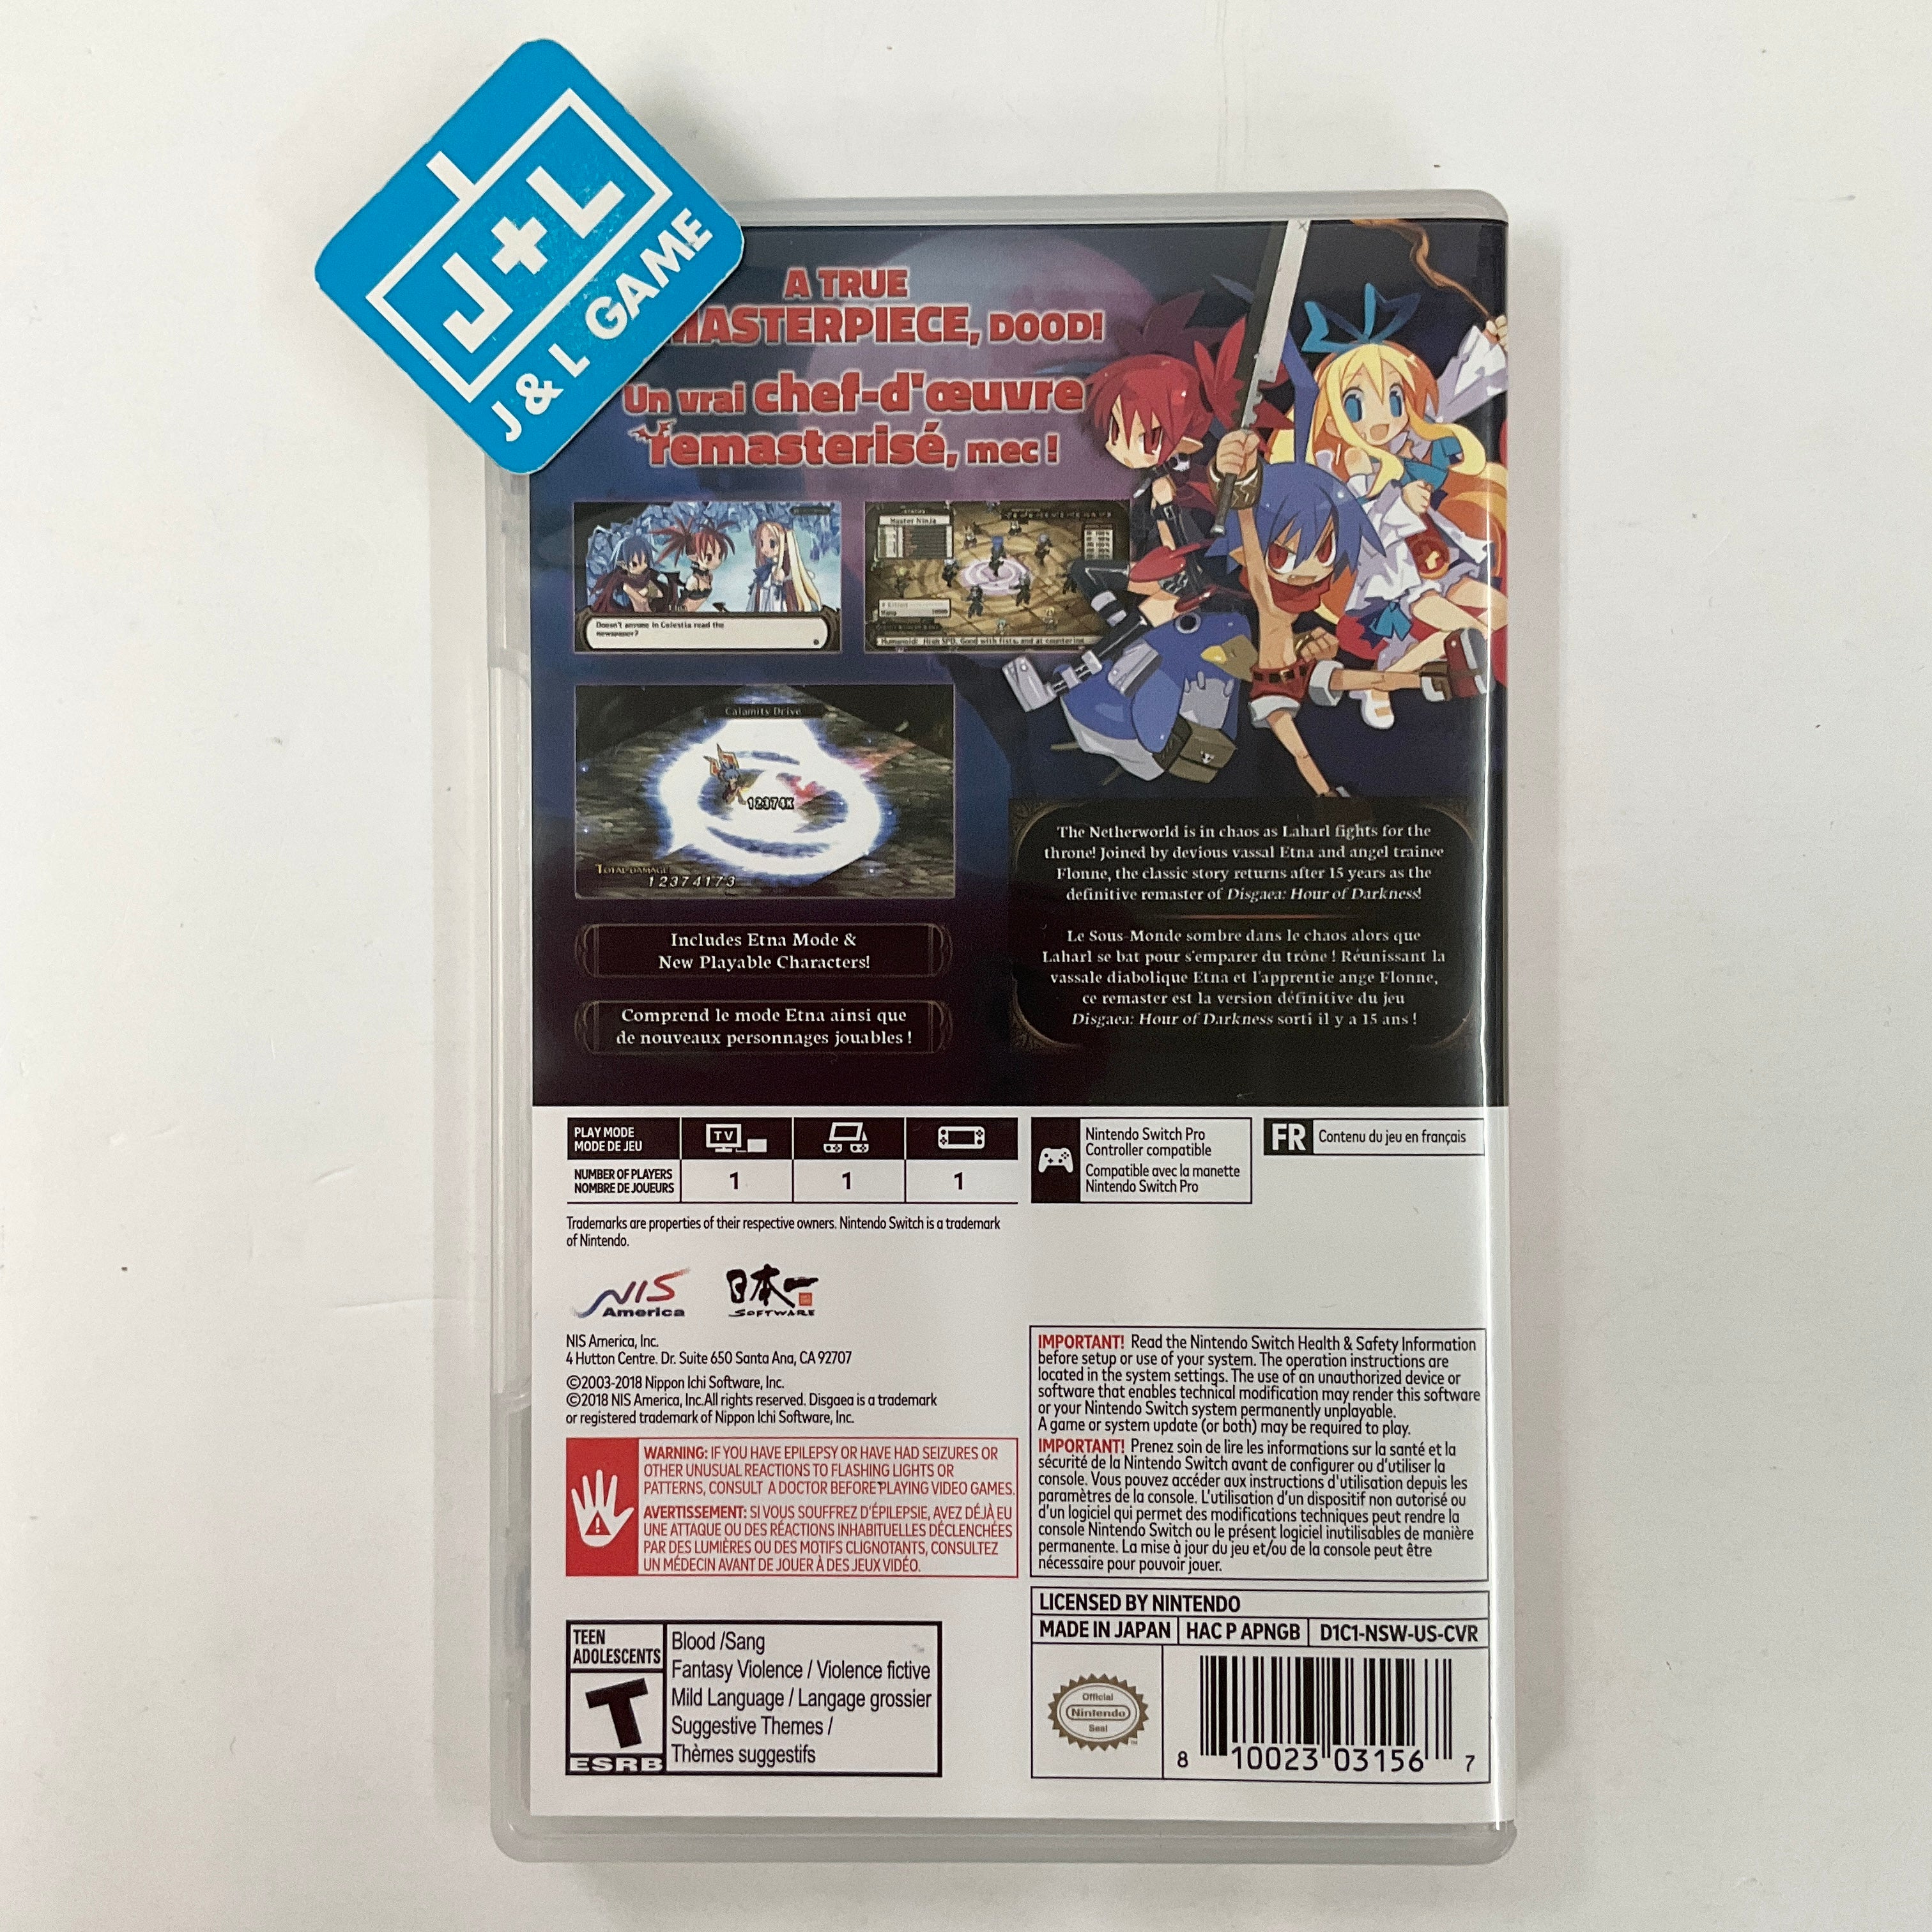 J+L
J & L GAME
A TRUE
MASTERPIECE, DOOD!
Un vrai chef-d'œuvre
remasterisé, mec !
Doesn't anyone in Celestia read the
newspaper?
Master Ninja
Humanoid: High SPD. Good with fists, and at countering
Calamity Drive
12374K
TOTAL DAMAGE
12374173
The Netherworld is in chaos as Laharl fights for the
throne! Joined by devious vassal Etna and angel trainee
Flonne, the classic story returns after 15 years as the
definitive remaster of Disgaea: Hour of Darkness!
Le Sous-Monde sombre dans le chaos alors que
Laharl se bat pour s'emparer du trône ! Réunissant la
vassale diabolique Etna et l'apprentie ange Flonne,
ce remaster est la version définitive du jeu
Disgaea: Hour of Darkness sorti il y a 15 ans !
Includes Etna Mode &
New Playable Characters!
Comprend le mode Etna ainsi que
de nouveaux personnages jouables !
PLAY MODE
MODE DE JEU
TV
NUMBER OF PLAYERS
NOMBRE DE JOUEURS
1 1 1
Nintendo Switch Pro
Controller compatible
Compatible avec la manette
Nintendo Switch Pro
FR Contenu du jeu en français
Trademarks are properties of their respective owners. Nintendo Switch is a trademark
of Nintendo.
NIS
America
日本一
SOFTWARE
NIS America, Inc.
4 Hutton Centre. Dr. Suite 650 Santa Ana, CA 92707
©2003-2018 Nippon Ichi Software, Inc.
©2018 NIS America, Inc.All rights reserved. Disgaea is a trademark
or registered trademark of Nippon Ichi Software, Inc.
WARNING: IF YOU HAVE EPILEPSY OR HAVE HAD SEIZURES OR
OTHER UNUSUAL REACTIONS TO FLASHING LIGHTS OR
PATTERNS, CONSULT A DOCTOR BEFORE PLAYING VIDEO GAMES.
AVERTISSEMENT: SI VOUS SOUFFREZ D'ÉPILEPSIE, AVEZ DÉJÀ EU
UNE ATTAQUE OU DES RÉACTIONS INHABITUELLES DÉCLENCHÉES
PAR DES LUMIÈRES OU DES MOTIFS CLIGNOTANTS, CONSULTEZ
UN MÉDECIN AVANT DE JOUER À DES JEUX VIDÉO.
IMPORTANT! Read the Nintendo Switch Health & Safety Information
before setup or use of your system. The operation instructions are
located in the system settings. The use of an unauthorized device or
software that enables technical modification may render this software
or your Nintendo Switch system permanently unplayable.
A game or system update (or both) may be required to play.
IMPORTANT! Prenez soin de lire les informations sur la santé et la
sécurité de la Nintendo Switch avant de configurer ou d'utiliser la
console. Vous pouvez accéder aux instructions d'utilisation depuis les
paramètres de la console. L'utilisation d'un dispositif non autorisé ou
d'un logiciel qui permet des modifications techniques peut rendre la
console Nintendo Switch ou le présent logiciel inutilisables de manière
permanente. La mise à jour du jeu et/ou de la console peut être
nécessaire pour pouvoir jouer.
TEEN
ADOLESCENTS
T
ESRB
Blood /Sang
Fantasy Violence / Violence fictive
Mild Language / Langage grossier
Suggestive Themes /
Thèmes suggestifs
LICENSED BY NINTENDO
MADE IN JAPAN HAC P APNGB D1C1-NSW-US-CVR
Official
Nintendo
Seal
8 10023 03156 7